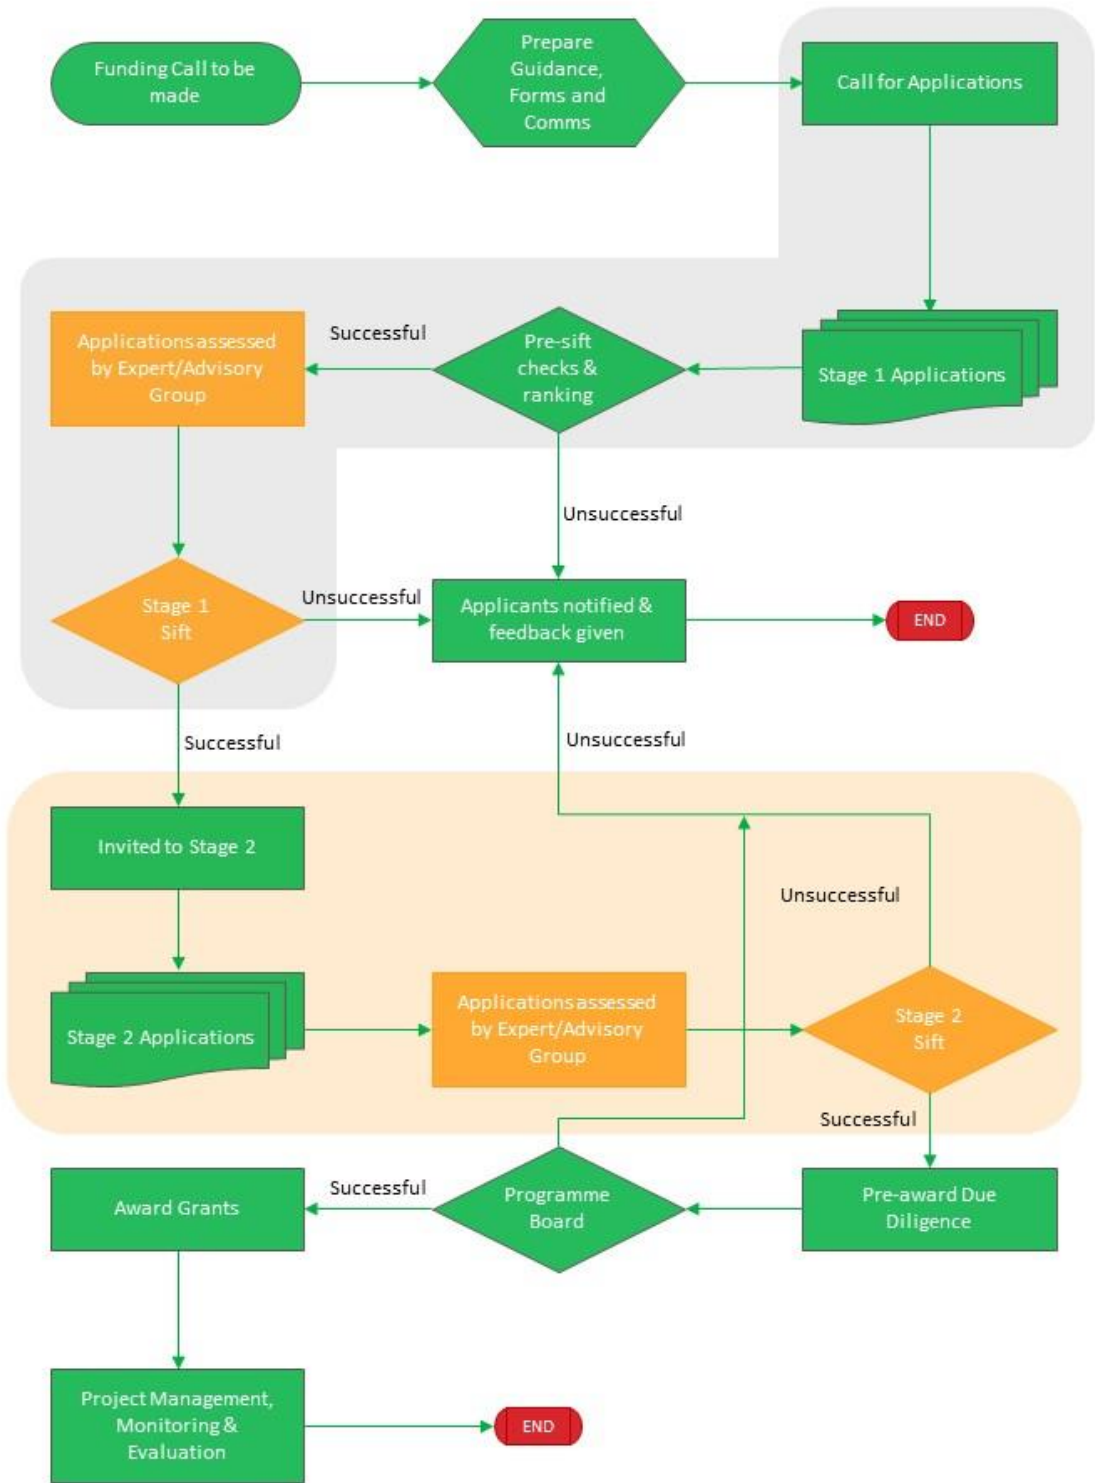 Funding Call to be
made
Prepare
Guidance,
Forms and
Comms
Call for Applications
Applications assessed
by Expert/Advisory
Group
Successful
Pre-sift
checks &
ranking
Stage 1 Applications
Unsuccessful
Stage 1
Sift
Unsuccessful
Applicants notified &
feedback given
END
Successful
Unsuccessful
Invited to Stage 2
Unsuccessful
Stage 2 Applications
Applications assessed
by Expert/Advisory
Group
Stage 2
Sift
Successful
Award Grants
Successful
Programme
Board
Pre-award Due
Diligence
Project Management,
Monitoring &
Evaluation
END